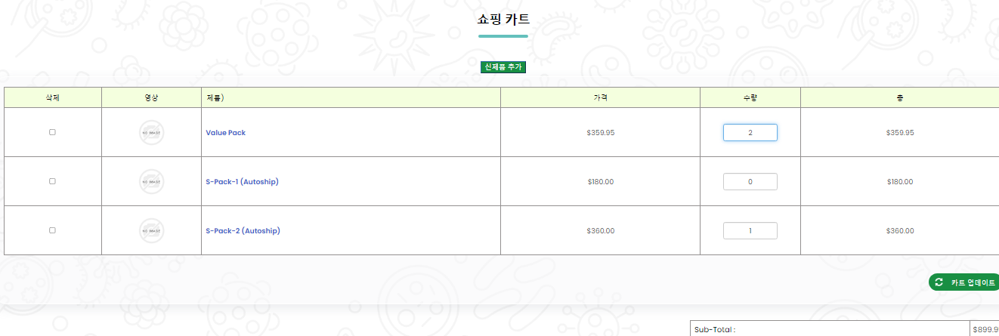 쇼핑 카트
신제품 추가
삭제 영상 제품) 가격 수량 총
NO IMAGE Value Pack $359.95 2 $359.95
NO IMAGE S-Pack-1 (Autoship) $180.00 0 $180.00
NO IMAGE S-Pack-2 (Autoship) $360.00 1 $360.00
카트 업데이트
Sub-Total : $899.9